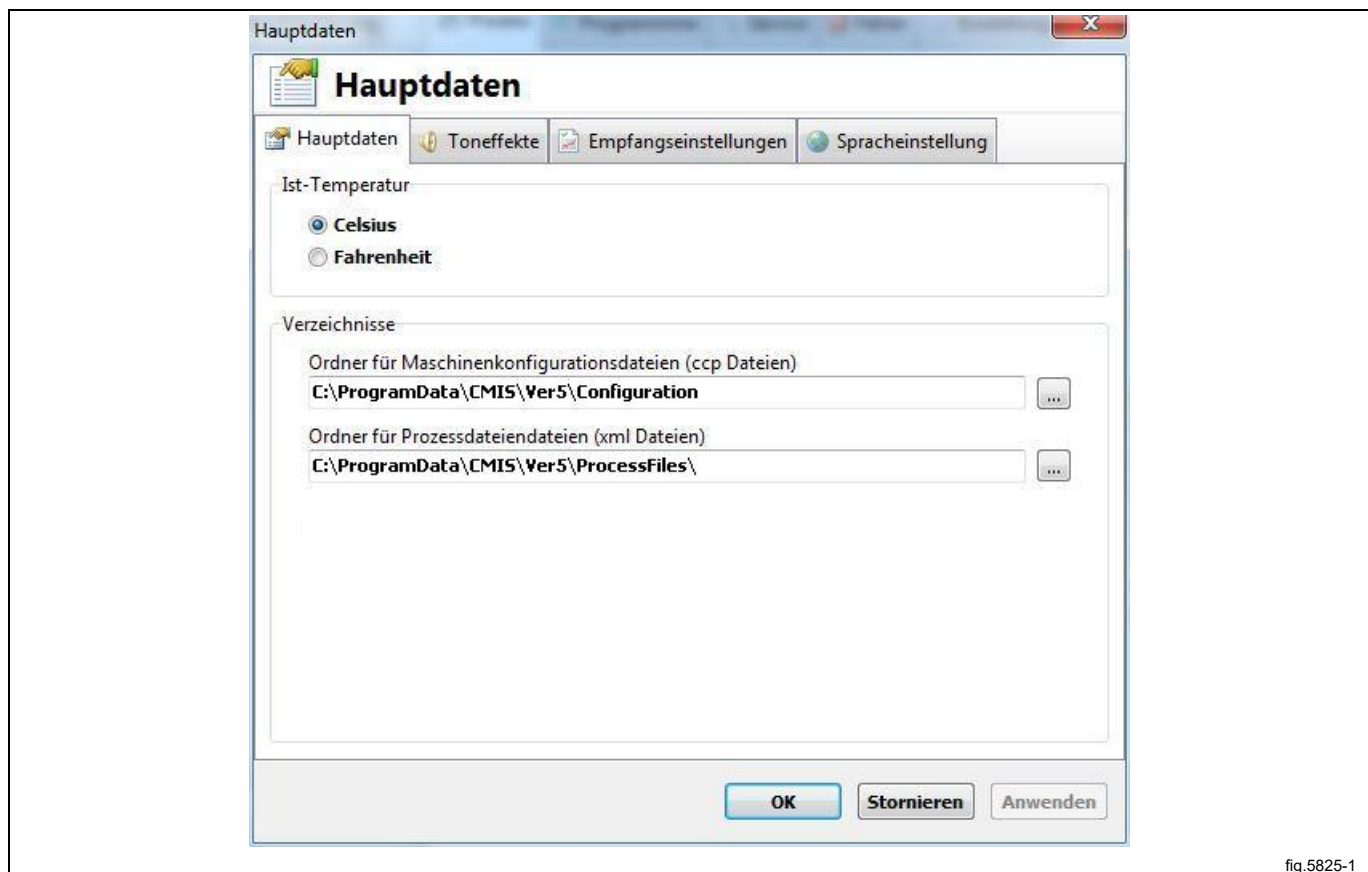 Hauptdaten
Hauptdaten
Hauptdaten Toneffekte Empfangseinstellungen Spracheinstellung
Ist-Temperatur
Celsius
Fahrenheit
Verzeichnisse
Ordner für Maschinenkonfigurationsdateien (ccp Dateien)
C:\ProgramData\CMIS\Ver5\Configuration
...
Ordner für Prozessdateiendateien (xml Dateien)
C:\ProgramData\CMIS\Ver5\ProcessFiles\
...
OK Stornieren Anwenden
fig.5825-1